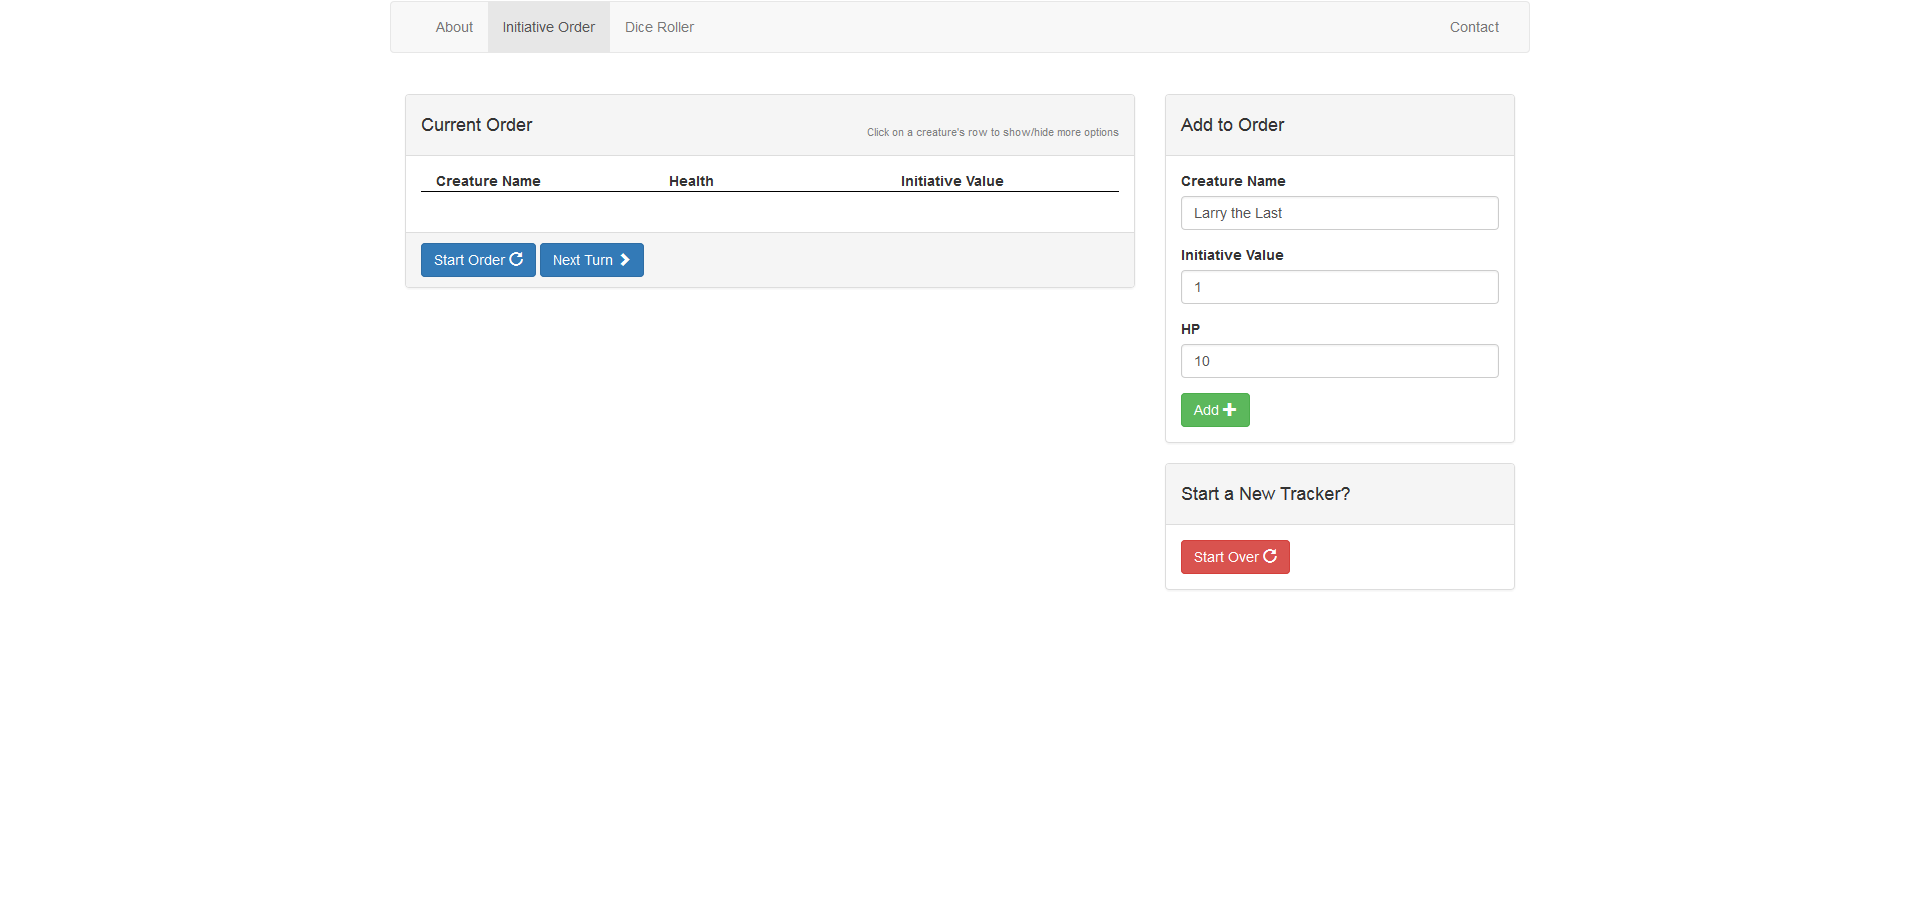 About
Initiative Order
Dice Roller
Contact
Current Order
Click on a creature's row to show/hide more options
Creature Name
Health
Initiative Value
Start Order
Next Turn
Add to Order
Creature Name
Larry the Last
Initiative Value
1
HP
10
Add
Start a New Tracker?
Start Over